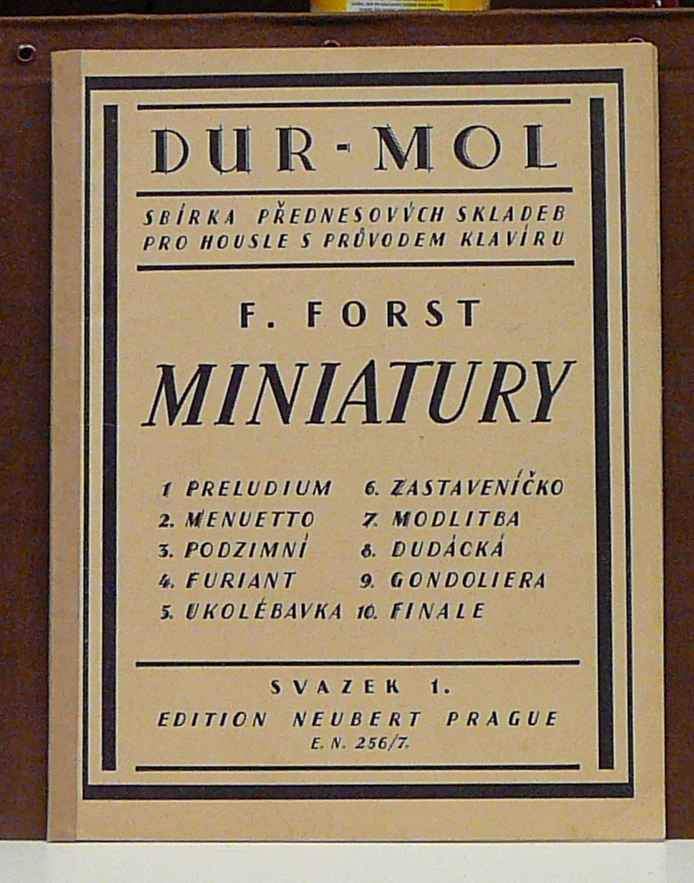 DUR-MOL
SBÍRKA PŘEDNESOVÝCH SKLADEB
PRO HOUSLE S PRŮVODEM KLAVÍRU
F. FORST
MINIATURY
1 PRELUDIUM
2. MENUETTO
3. PODZIMNÍ
4. FURIANT
5. UKOLÉBAVKA
6. ZASTAVENÍČKO
7. MODLITBA
8. DUDÁCKÁ
9. GONDOLIERA
10. FINALE
SVAZEK 1.
EDITION NEUBERT PRAGUE
E. N. 256/7.